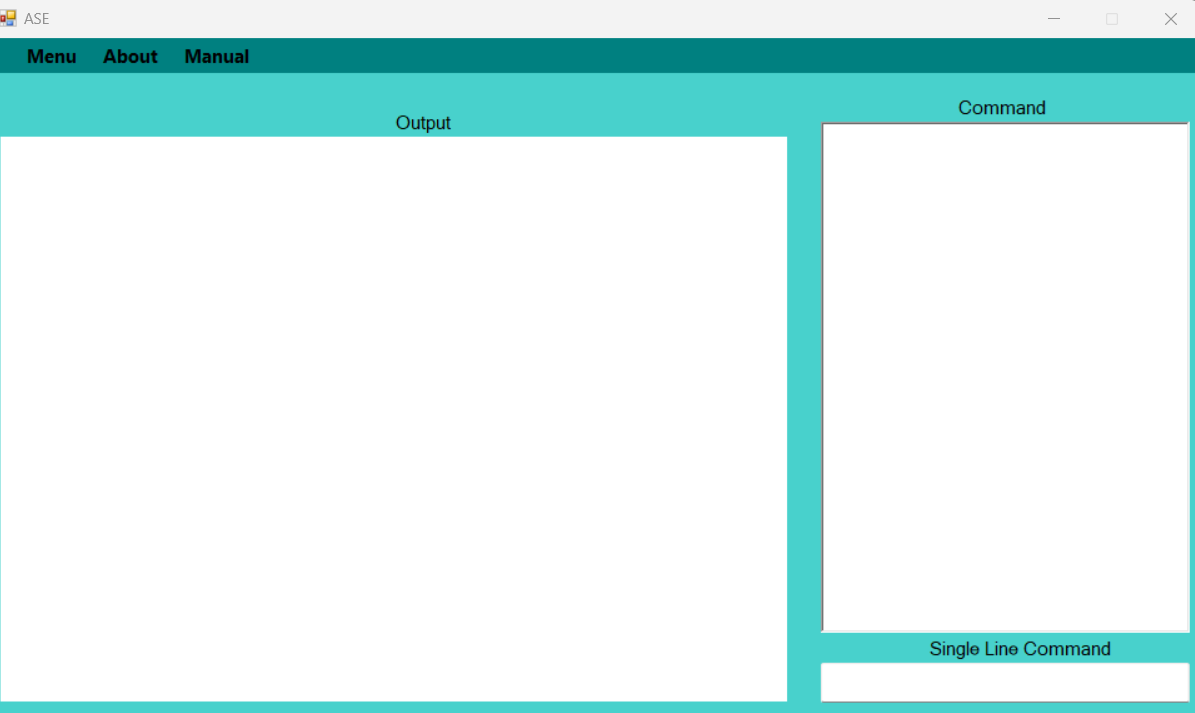 ASE
Menu About Manual
Output
Command
Single Line Command